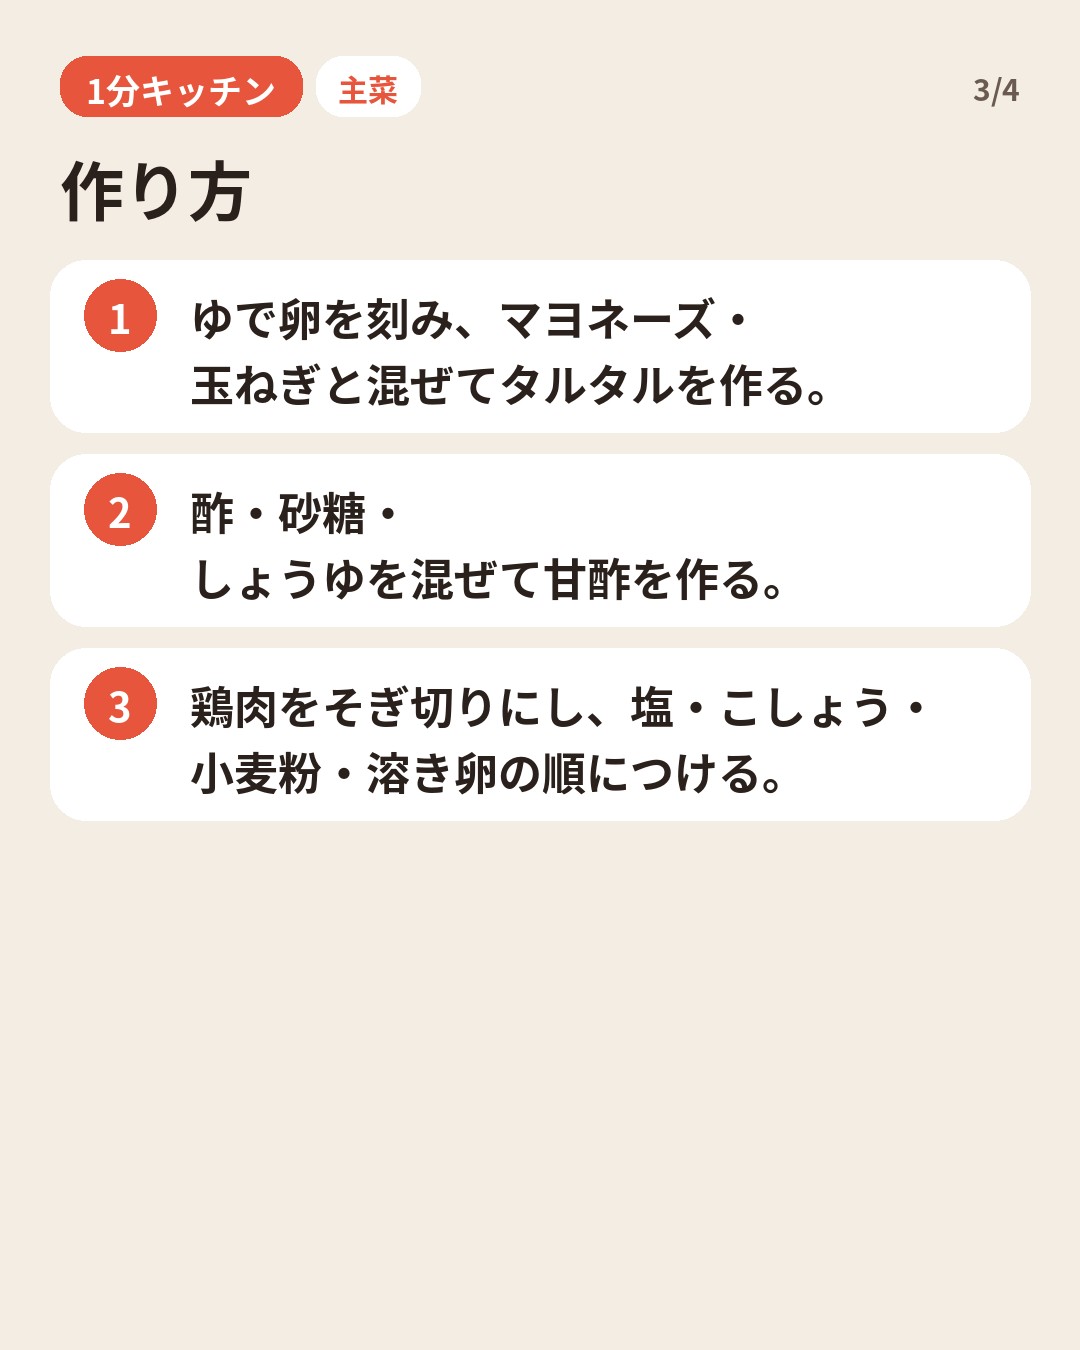 1分キッチン
主菜
3/4
作り方
1
ゆで卵を刻み、マヨネーズ・
玉ねぎと混ぜてタルタルを作る。
2
酢・砂糖・
しょうゆを混ぜて甘酢を作る。
3
鶏肉をそぎ切りにし、塩・こしょう・
小麦粉・溶き卵の順につける。